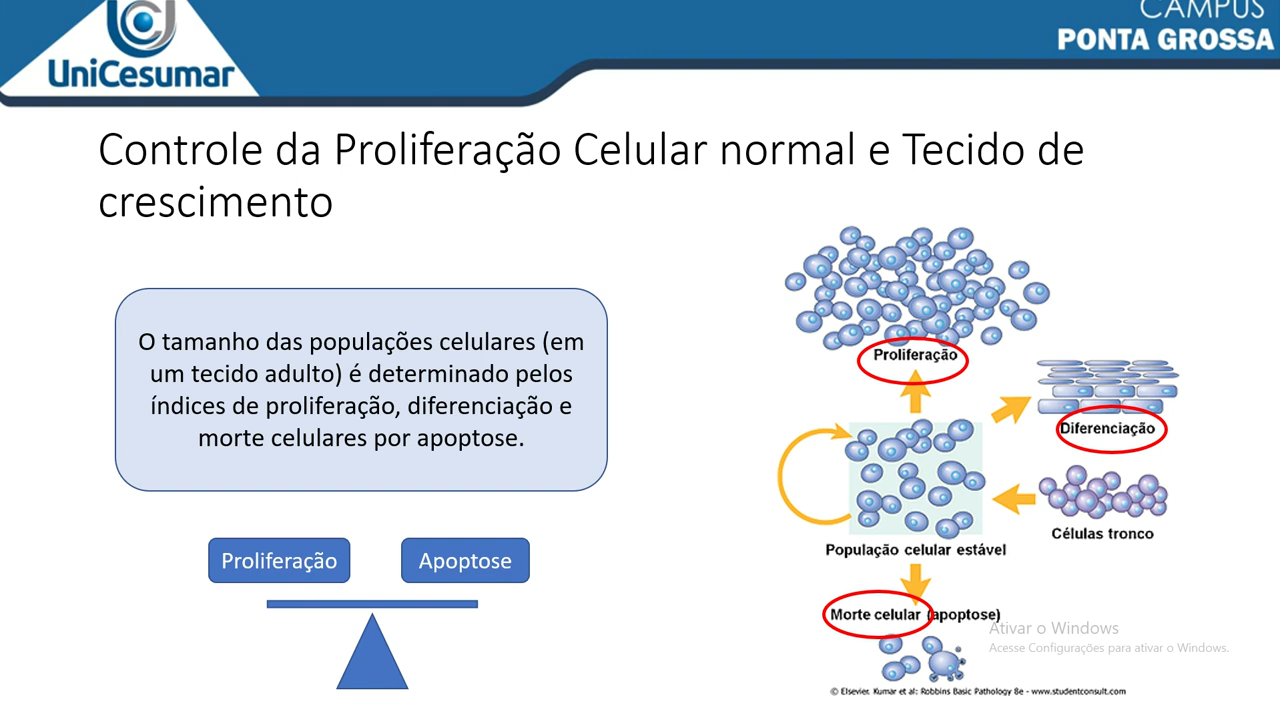 UniCesumar
CAMPUS
PONTA GROSSA
Controle da Proliferação Celular normal e Tecido de
crescimento
O tamanho das populações celulares (em
um tecido adulto) é determinado pelos
índices de proliferação, diferenciação e
morte celulares por apoptose.
Proliferação
Apoptose
Proliferação
Diferenciação
Células tronco
População celular estável
Morte celular (apoptose)
Ativar o Windows
Acesse Configurações para ativar o Windows.
© Elsevier. Kumar et al: Robbins Basic Pathology 8e - www.studentconsult.com